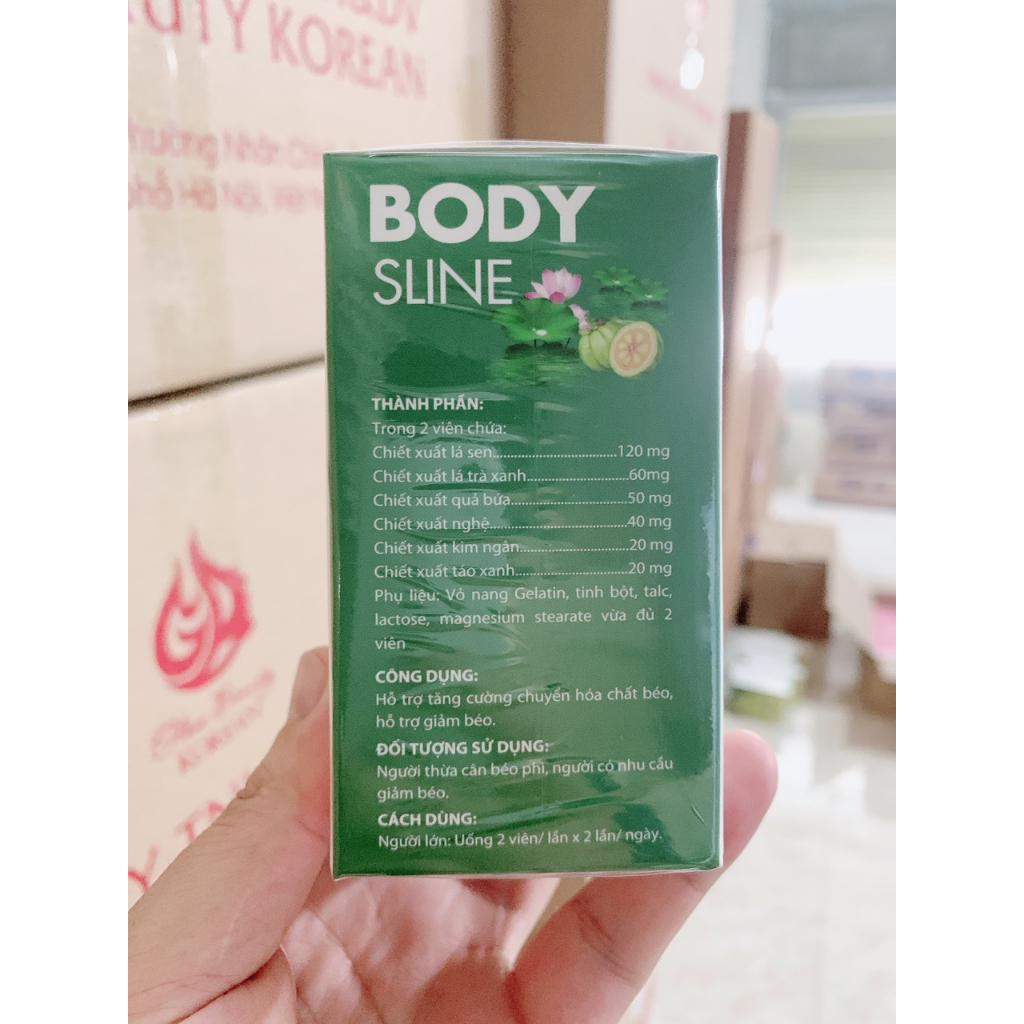 KOREAN
BODY
SLINE
THÀNH PHẦN:
Trong 2 viên chứa:
Chiết xuất lá sen..................................120 mg
Chiết xuất lá trà xanh............................60mg
Chiết xuất quả bứa................................50 mg
Chiết xuất nghệ.....................................40 mg
Chiết xuất kim ngân..............................20 mg
Chiết xuất táo xanh...............................20 mg
Phụ liệu: Vỏ nang Gelatin, tinh bột, talc,
lactose, magnesium stearate vừa đủ 2
viên
CÔNG DỤNG:
Hỗ trợ tăng cường chuyển hóa chất béo,
hỗ trợ giảm béo.
ĐỐI TƯỢNG SỬ DỤNG:
Người thừa cân béo phì, người có nhu cầu
giảm béo.
CÁCH DÙNG:
Người lớn: Uống 2 viên/ lần x 2 lần/ ngày.